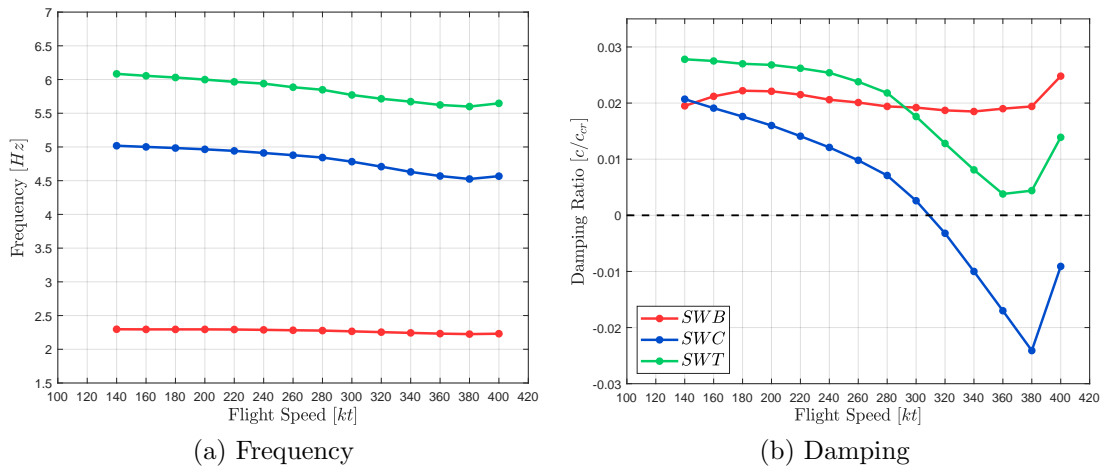 7
6.5
6
5.5
5
4.5
4
3.5
3
2.5
2
1.5
Frequency [Hz]
100 120 140 160 180 200 220 240 260 280 300 320 340 360 380 400 420
Flight Speed [kt]
(a) Frequency
0.03
0.02
0.01
0
-0.01
-0.02
-0.03
Damping Ratio [c/c_cr]
SWB
SWC
SWT
100 120 140 160 180 200 220 240 260 280 300 320 340 360 380 400 420
Flight Speed [kt]
(b) Damping